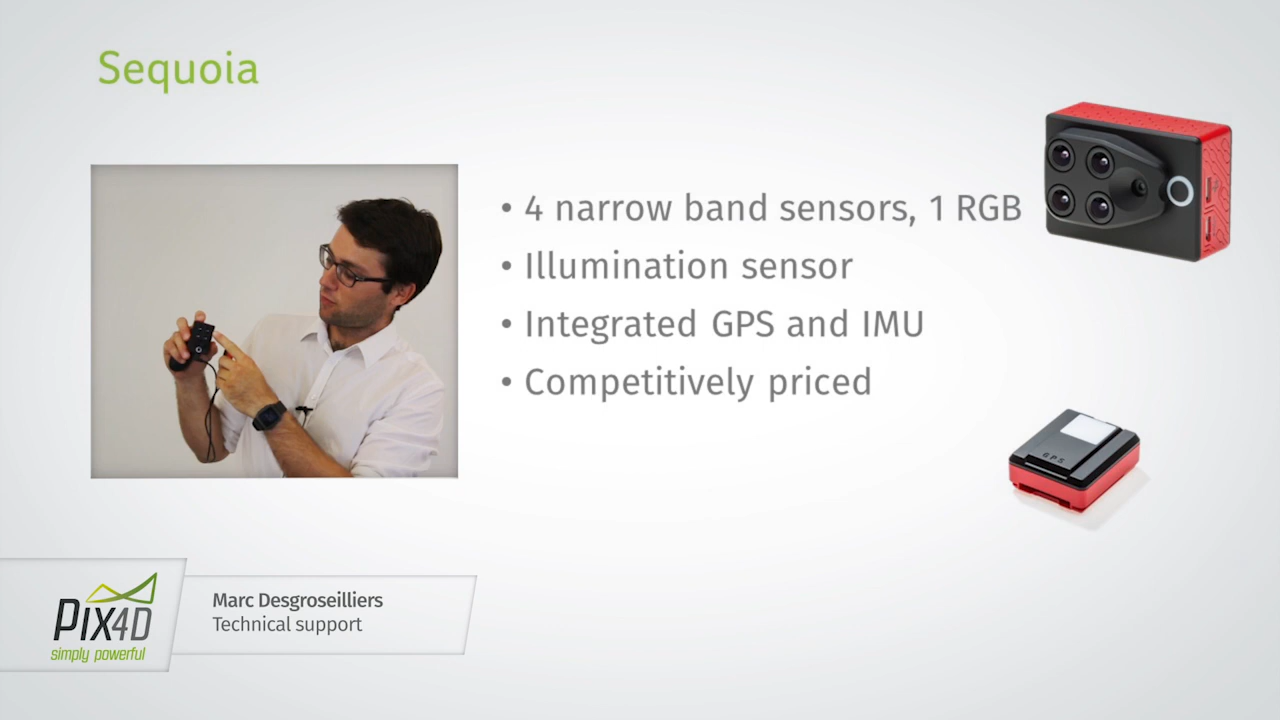 Sequoia
• 4 narrow band sensors, 1 RGB
• Illumination sensor
• Integrated GPS and IMU
• Competitively priced
GPS
PIX4D
simply powerful
Marc Desgroseilliers
Technical support